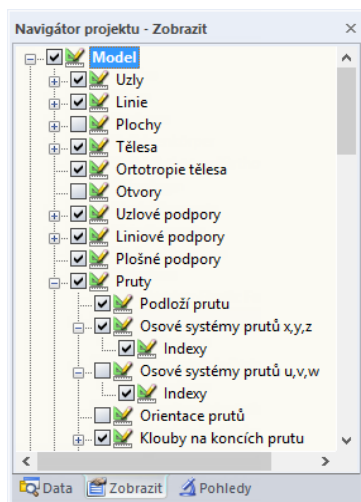 Navigátor projektu - Zobrazit
Model
Uzly
Linie
Plochy
Tělesa
Ortotropie tělesa
Otvory
Uzlové podpory
Liniové podpory
Plošné podpory
Pruty
Podloží prutu
Osové systémy prutů x,y,z
Indexy
Osové systémy prutů u,v,w
Indexy
Orientace prutů
Klouby na koncích prutu
Data Zobrazit Pohledy